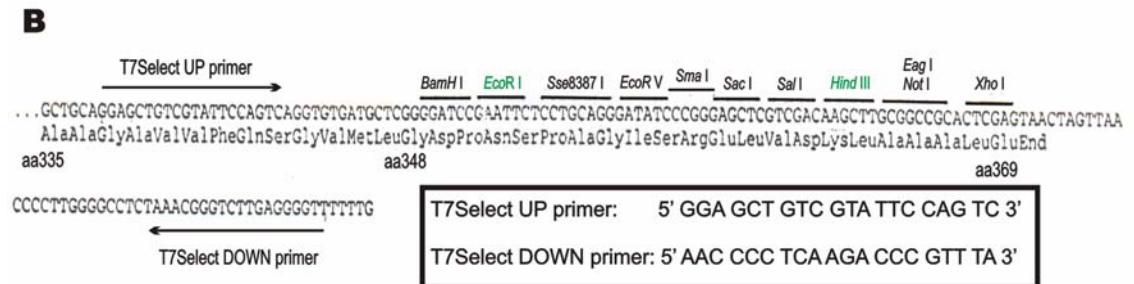 B
T7Select UP primer
BamH I EcoR I Sse8387 I EcoR V Sma I Sac I Sal I Hind III Eag I Not I Xho I
...GCTGCAGGAGCTGTCGTATTCCAGTCAGGTGTGATGCTCGGGGATCCGAATTCTCCTGCAGGGATATCCCGGGAGCTCGTCGACAAGCTTGCGGCCGCACTCGAGTAACTAGTTAA
AlaAlaGlyAlaValValPheGlnSerGlyValMetLeuGlyAspProAsnSerProAlaGlyIleSerArgGluLeuValAspLysLeuAlaAlaAlaLeuGluEnd
aa335 aa348 aa369
CCCCTTGGGGCCTCTAAACGGGTCTTGAGGGGTTTTTTG
T7Select DOWN primer
T7Select UP primer: 5' GGA GCT GTC GTA TTC CAG TC 3'
T7Select DOWN primer: 5' AAC CCC TCA AGA CCC GTT TA 3'